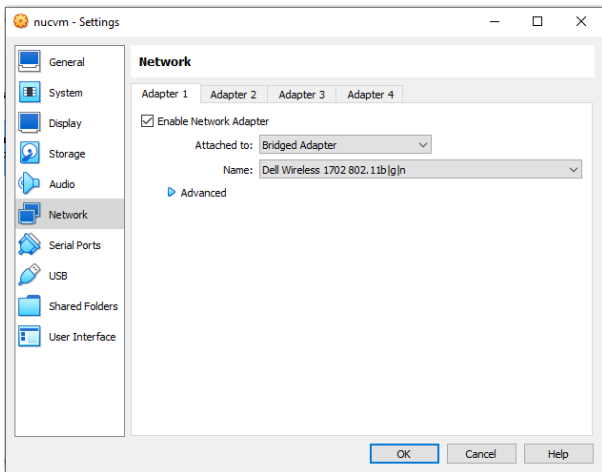 nucvm - Settings
General
System
Display
Storage
Audio
Network
Serial Ports
USB
Shared Folders
User Interface
Network
Adapter 1 Adapter 2 Adapter 3 Adapter 4
Enable Network Adapter
Attached to: Bridged Adapter
Name: Dell Wireless 1702 802.11b|g|n
Advanced
OK Cancel Help